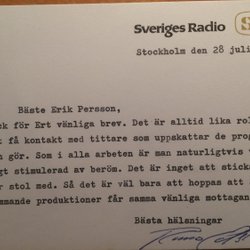 Sveriges Radio S
Stockholm den 28 juli
Bäste Erik Persson,
ck för Ert vänliga brev. Det är alltid lika rol
t få kontakt med tittare som uppskattar de prog
n gör. Som i alla arbeten är man naturligtvis v
gt stimulerad av beröm. Det är inget att sticka
r stol med. Så det är väl bara att hoppas att
mmande produktioner får samma vänliga mottagan
Bästa hälsningar